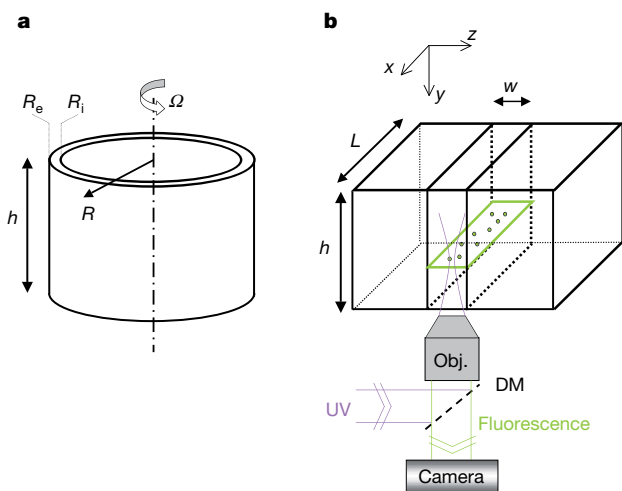 a
b
Ω
R_e
R_i
R
h
z
x
y
w
L
h
Obj.
DM
UV
Fluorescence
Camera